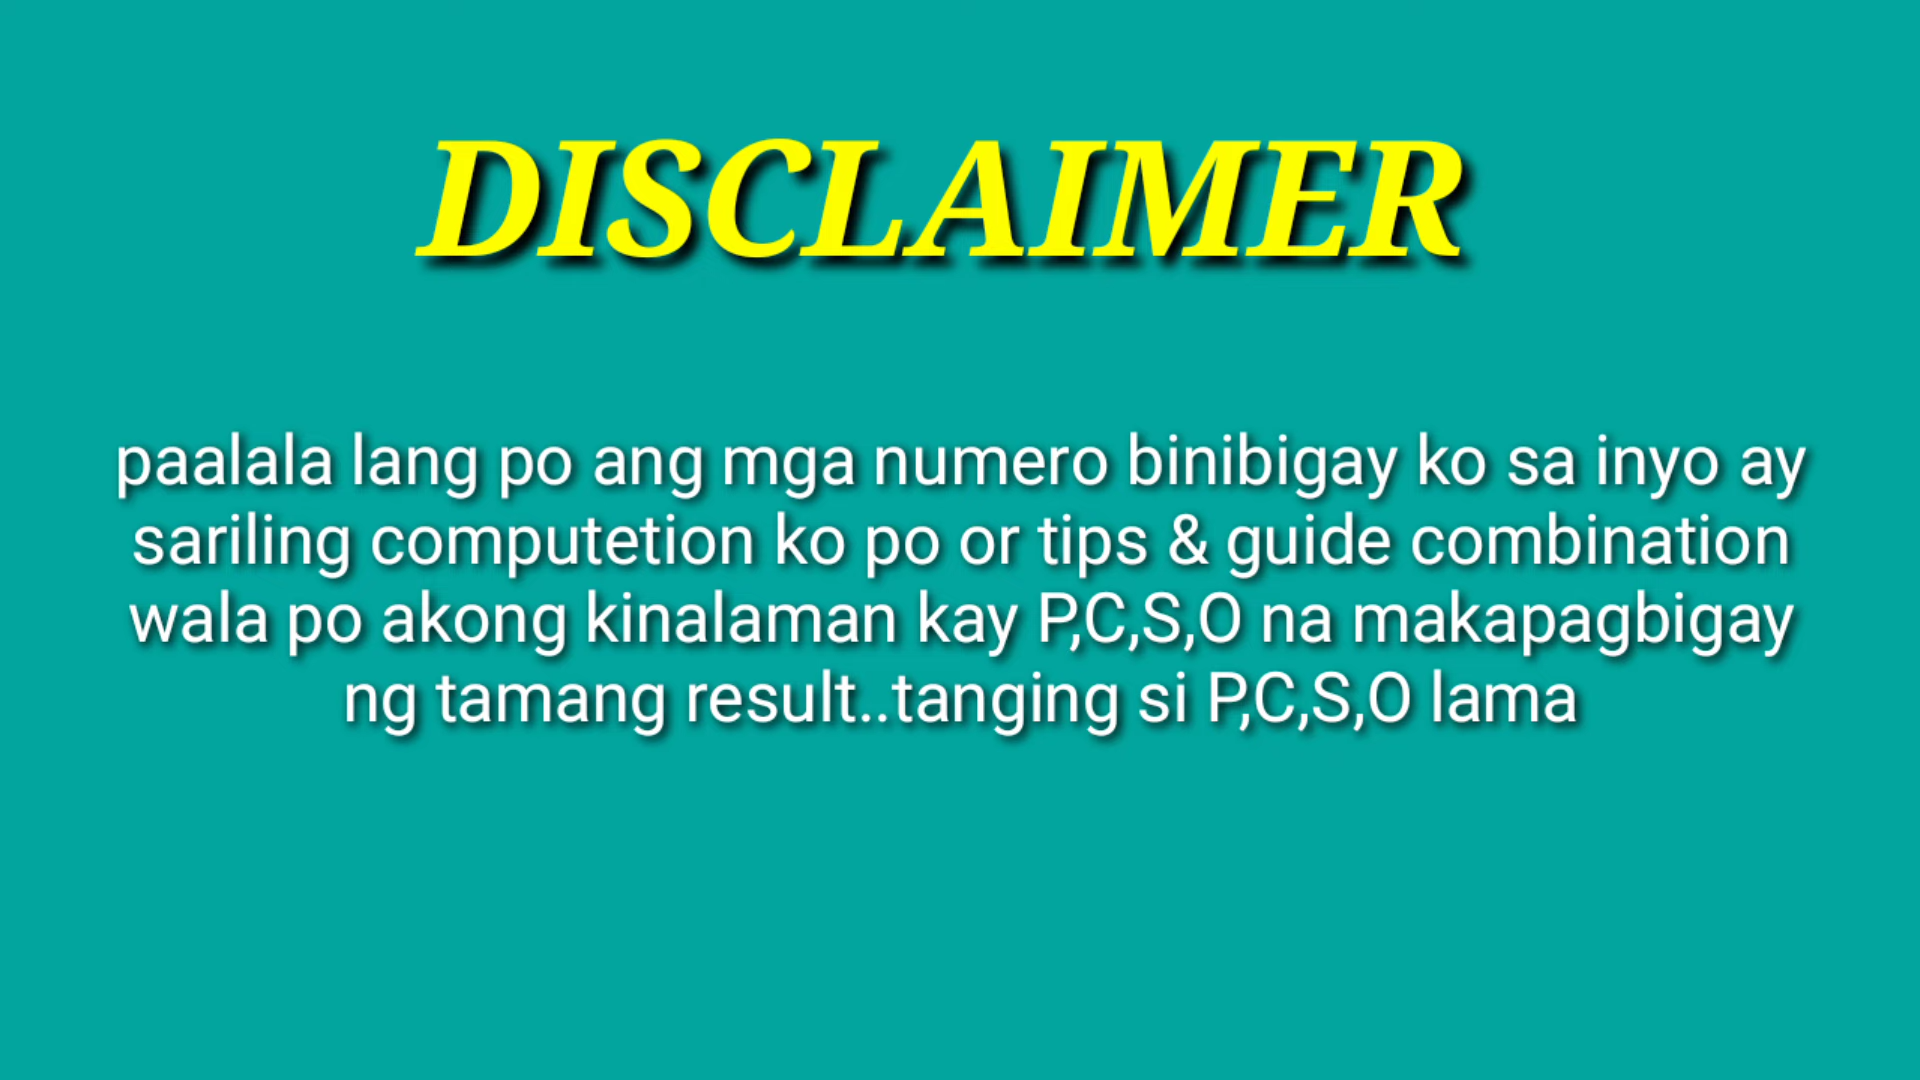 DISCLAIMER
paalala lang po ang mga numero binibigay ko sa inyo ay
sariling computetion ko po or tips & guide combination
wala po akong kinalaman kay P,C,S,O na makapagbigay
ng tamang result..tanging si P,C,S,O lama